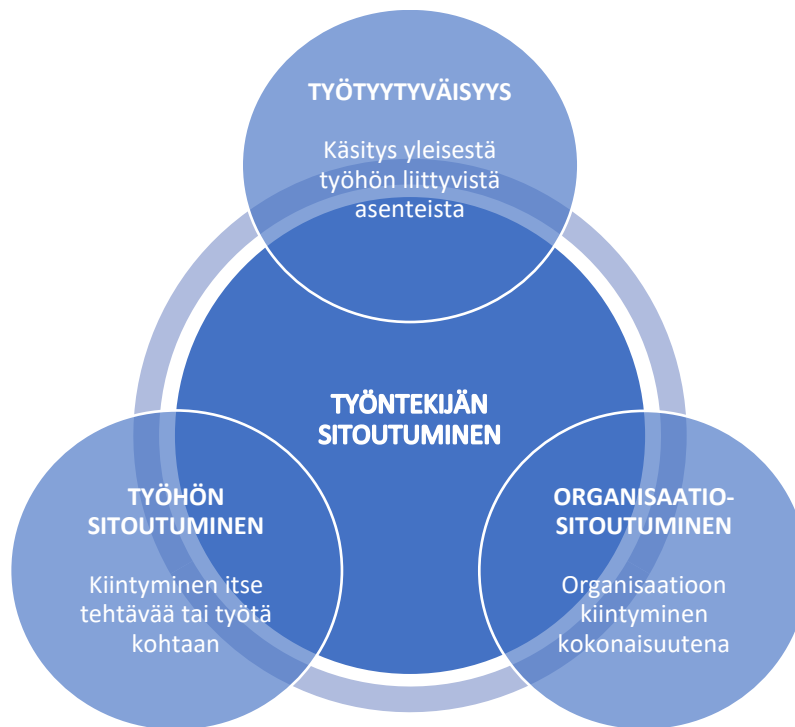 TYÖTYYTYVÄISYYS
Käsitys yleisestä
työhön liittyvistä
asenteista
TYÖNTEKIJÄN
SITOUTUMINEN
TYÖHÖN
SITOUTUMINEN
Kiintyminen itse
tehtävää tai työtä
kohtaan
ORGANISAATIO-
SITOUTUMINEN
Organisaatioon
kiintyminen
kokonaisuutena